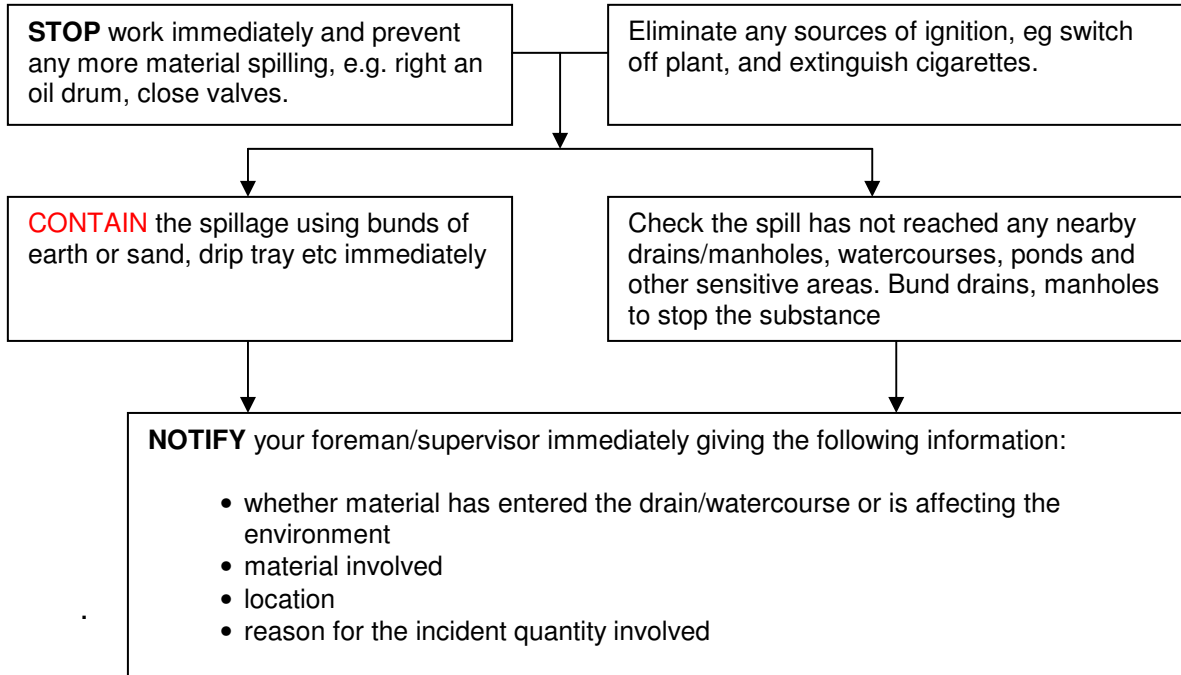 STOP work immediately and prevent
any more material spilling, e.g. right an
oil drum, close valves.
Eliminate any sources of ignition, eg switch
off plant, and extinguish cigarettes.
CONTAIN the spillage using bunds of
earth or sand, drip tray etc immediately
Check the spill has not reached any nearby
drains/manholes, watercourses, ponds and
other sensitive areas. Bund drains, manholes
to stop the substance
NOTIFY your foreman/supervisor immediately giving the following information:
• whether material has entered the drain/watercourse or is affecting the
environment
• material involved
• location
• reason for the incident quantity involved
.